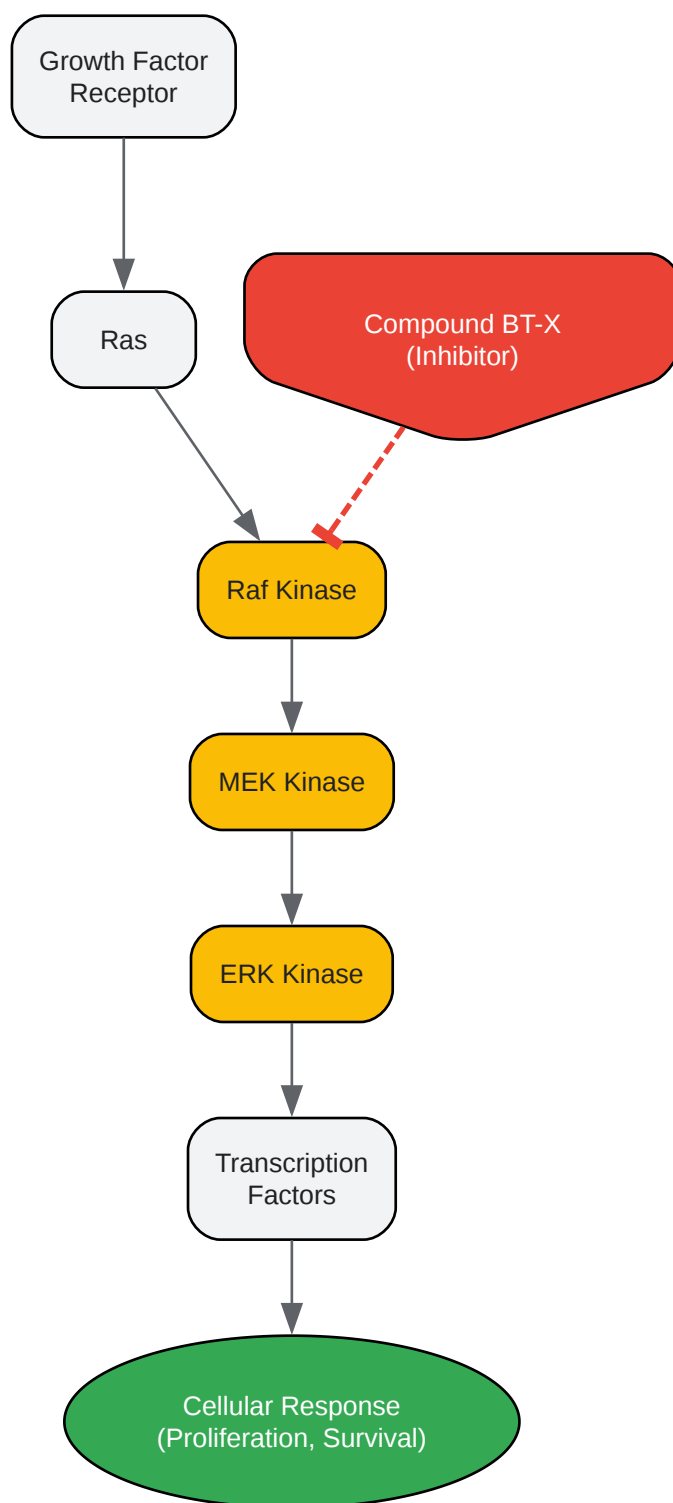 Growth Factor
Receptor
Ras
Compound BT-X
(Inhibitor)
Raf Kinase
MEK Kinase
ERK Kinase
Transcription
Factors
Cellular Response
(Proliferation, Survival)